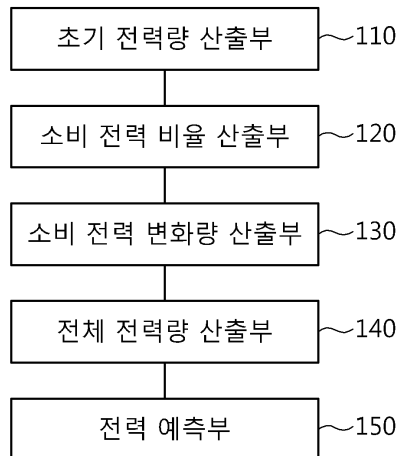 초기 전력량 산출부 110
소비 전력 비율 산출부 120
소비 전력 변화량 산출부 130
전체 전력량 산출부 140
전력 예측부 150